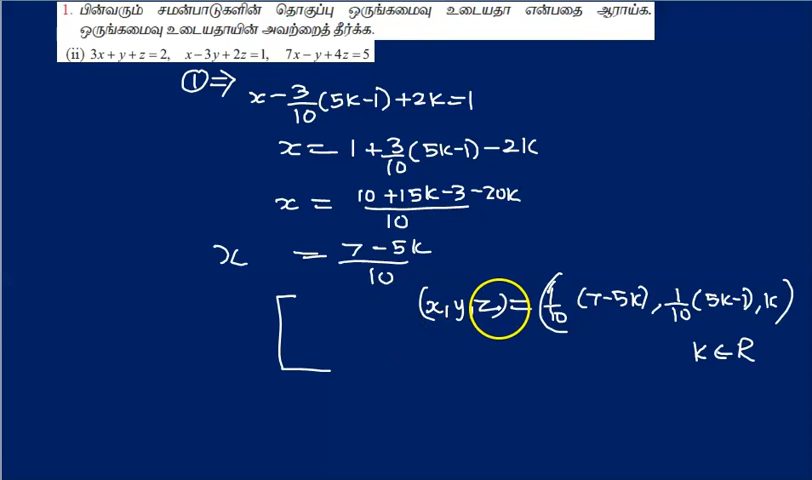 1. பின்வரும் சமன்பாடுகளின் தொகுப்பு ஒருங்கமைவு உடையதா என்பதை ஆராய்க.
ஒருங்கமைவு உடையதாயின் அவற்றைத் தீர்க்க.
(ii) 3x + y + z = 2, x − 3y + 2z = 1, 7x − y + 4z = 5
① ⇒ x − 3/10 (5k−1) + 2k = 1
x = 1 + 3/10 (5k−1) − 2k
x = (10 + 15k − 3 − 20k)/10
x = (7 − 5k)/10
(x, y, z) = (1/10 (7−5k), 1/10 (5k−1), k)
k ∈ R